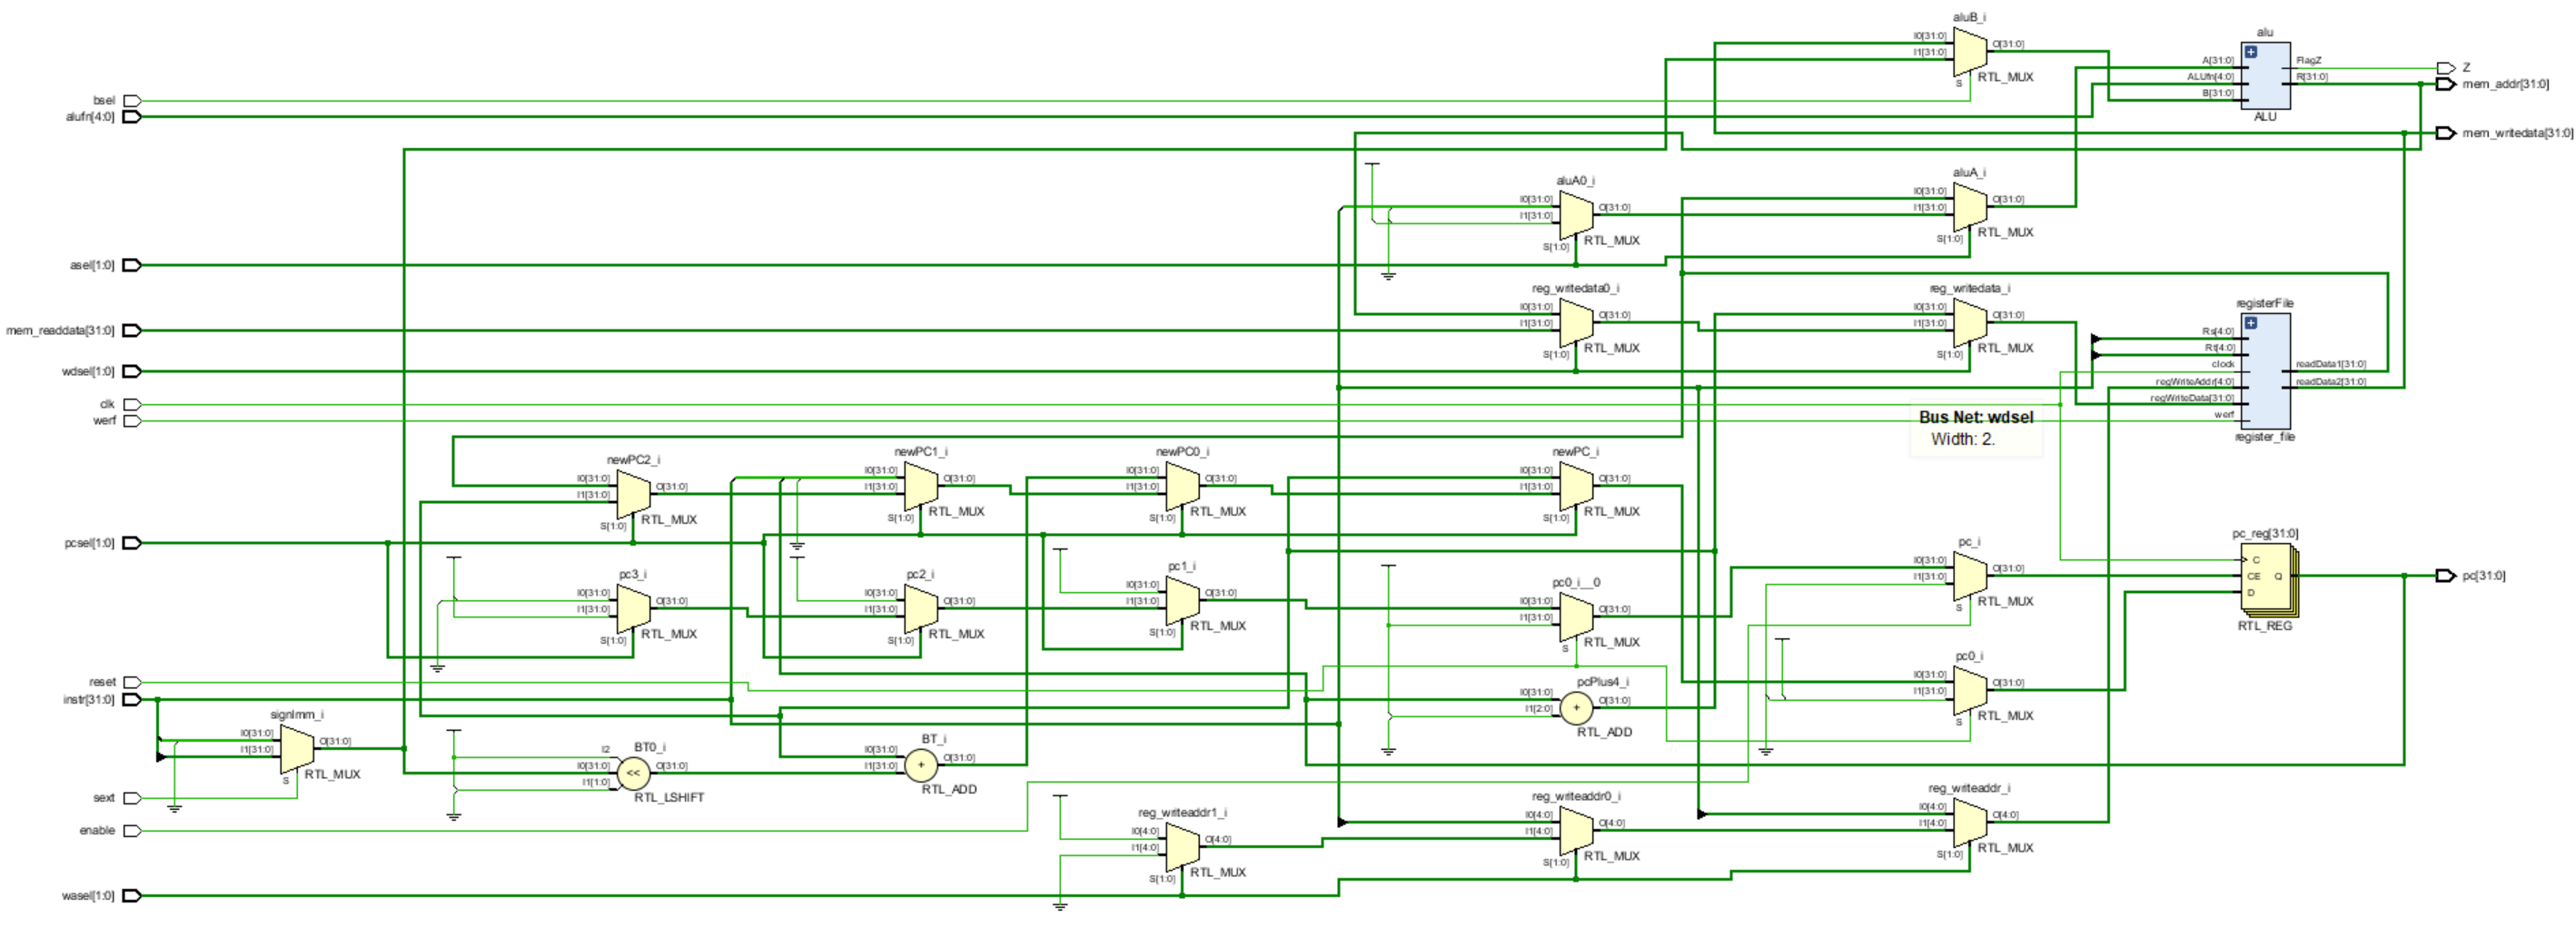 aluB_i
I0[31:0]
I1[31:0]
S
O[31:0]
RTL_MUX
alu
A[31:0]
ALUfn[4:0]
B[31:0]
FlagZ
R[31:0]
ALU
Z
mem_addr[31:0]
mem_writedata[31:0]
bsel
alufn[4:0]
aluA0_i
I0[31:0]
I1[31:0]
S[1:0]
O[31:0]
RTL_MUX
aluA_i
I0[31:0]
I1[31:0]
S[1:0]
O[31:0]
RTL_MUX
asel[1:0]
reg_writedata0_i
I0[31:0]
I1[31:0]
S[1:0]
O[31:0]
RTL_MUX
reg_writedata_i
I0[31:0]
I1[31:0]
S[1:0]
O[31:0]
RTL_MUX
registerFile
Rs[4:0]
Rt[4:0]
clock
regWriteAddr[4:0]
regWriteData[31:0]
werf
readData1[31:0]
readData2[31:0]
register_file
mem_readdata[31:0]
wdsel[1:0]
clk
werf
Bus Net: wdsel
Width: 2.
newPC2_i
I0[31:0]
I1[31:0]
S[1:0]
O[31:0]
RTL_MUX
newPC1_i
I0[31:0]
I1[31:0]
S[1:0]
O[31:0]
RTL_MUX
newPC0_i
I0[31:0]
I1[31:0]
S[1:0]
O[31:0]
RTL_MUX
newPC_i
I0[31:0]
I1[31:0]
S[1:0]
O[31:0]
RTL_MUX
pcsel[1:0]
pc3_i
I0[31:0]
I1[31:0]
S[1:0]
O[31:0]
RTL_MUX
pc2_i
I0[31:0]
I1[31:0]
S[1:0]
O[31:0]
RTL_MUX
pc1_i
I0[31:0]
I1[31:0]
S[1:0]
O[31:0]
RTL_MUX
pc0_i__0
I0[31:0]
I1[31:0]
S
O[31:0]
RTL_MUX
pc_i
I0[31:0]
I1[31:0]
S
O[31:0]
RTL_MUX
pc_reg[31:0]
C
CE
D
Q
RTL_REG
pc[31:0]
reset
instr[31:0]
signImm_i
I0[31:0]
I1[31:0]
S
O[31:0]
RTL_MUX
BT0_i
I2
I0[31:0]
I1[1:0]
<<
O[31:0]
RTL_LSHIFT
BT_i
I0[31:0]
I1[31:0]
+
O[31:0]
RTL_ADD
pcPlus4_i
I0[31:0]
I1[2:0]
+
O[31:0]
RTL_ADD
pc0_i
I0[31:0]
I1[31:0]
S
O[31:0]
RTL_MUX
sext
enable
reg_writeaddr1_i
I0[4:0]
I1[4:0]
S[1:0]
O[4:0]
RTL_MUX
reg_writeaddr0_i
I0[4:0]
I1[4:0]
S[1:0]
O[4:0]
RTL_MUX
reg_writeaddr_i
I0[4:0]
I1[4:0]
S[1:0]
O[4:0]
RTL_MUX
wasel[1:0]